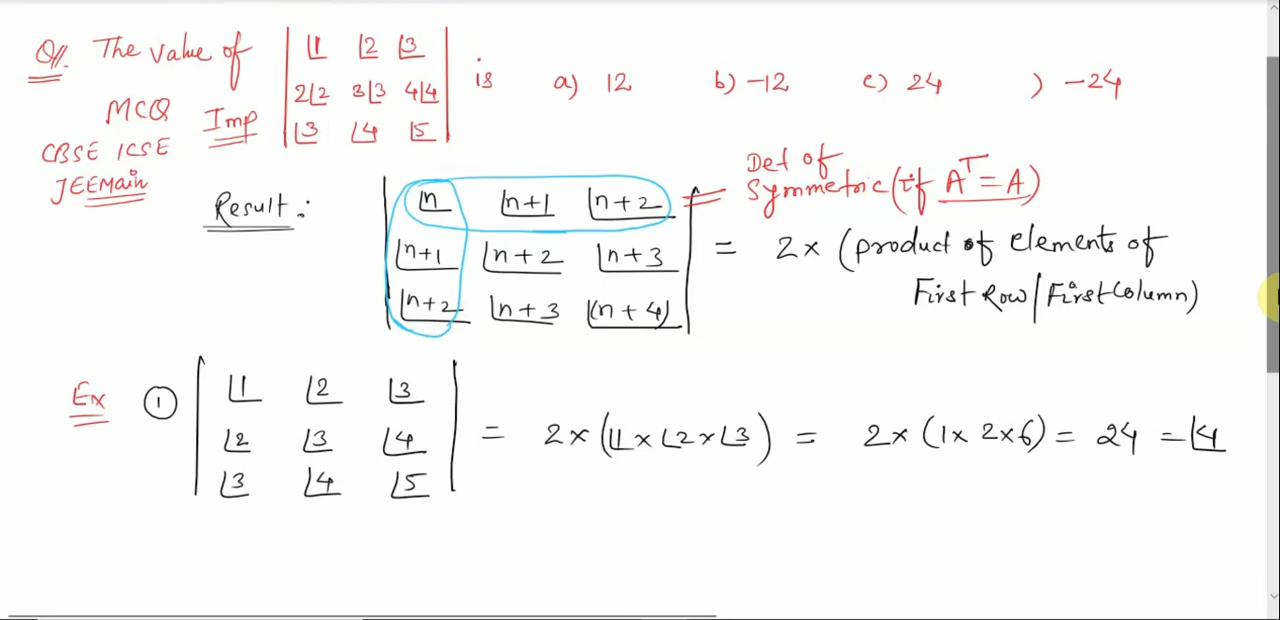 Q//. The value of | ⌊1 ⌊2 ⌊3 | is a) 12 b) -12 c) 24 ) -24
MCQ Imp | 2⌊2 3⌊3 4⌊4 |
CBSE ICSE | ⌊3 ⌊4 ⌊5 |
JEEMain
Det of
Symmetric (if Aᵀ = A)
Result : | ⌊n ⌊n+1 ⌊n+2 |
| ⌊n+1 ⌊n+2 ⌊n+3 | = 2 × (product of elements of
| ⌊n+2 ⌊n+3 ⌊(n+4) | First Row/First Column)
Ex ① | ⌊1 ⌊2 ⌊3 |
| ⌊2 ⌊3 ⌊4 | = 2 × (⌊1 × ⌊2 × ⌊3) = 2 × (1 × 2 × 6) = 24 = ⌊4
| ⌊3 ⌊4 ⌊5 |